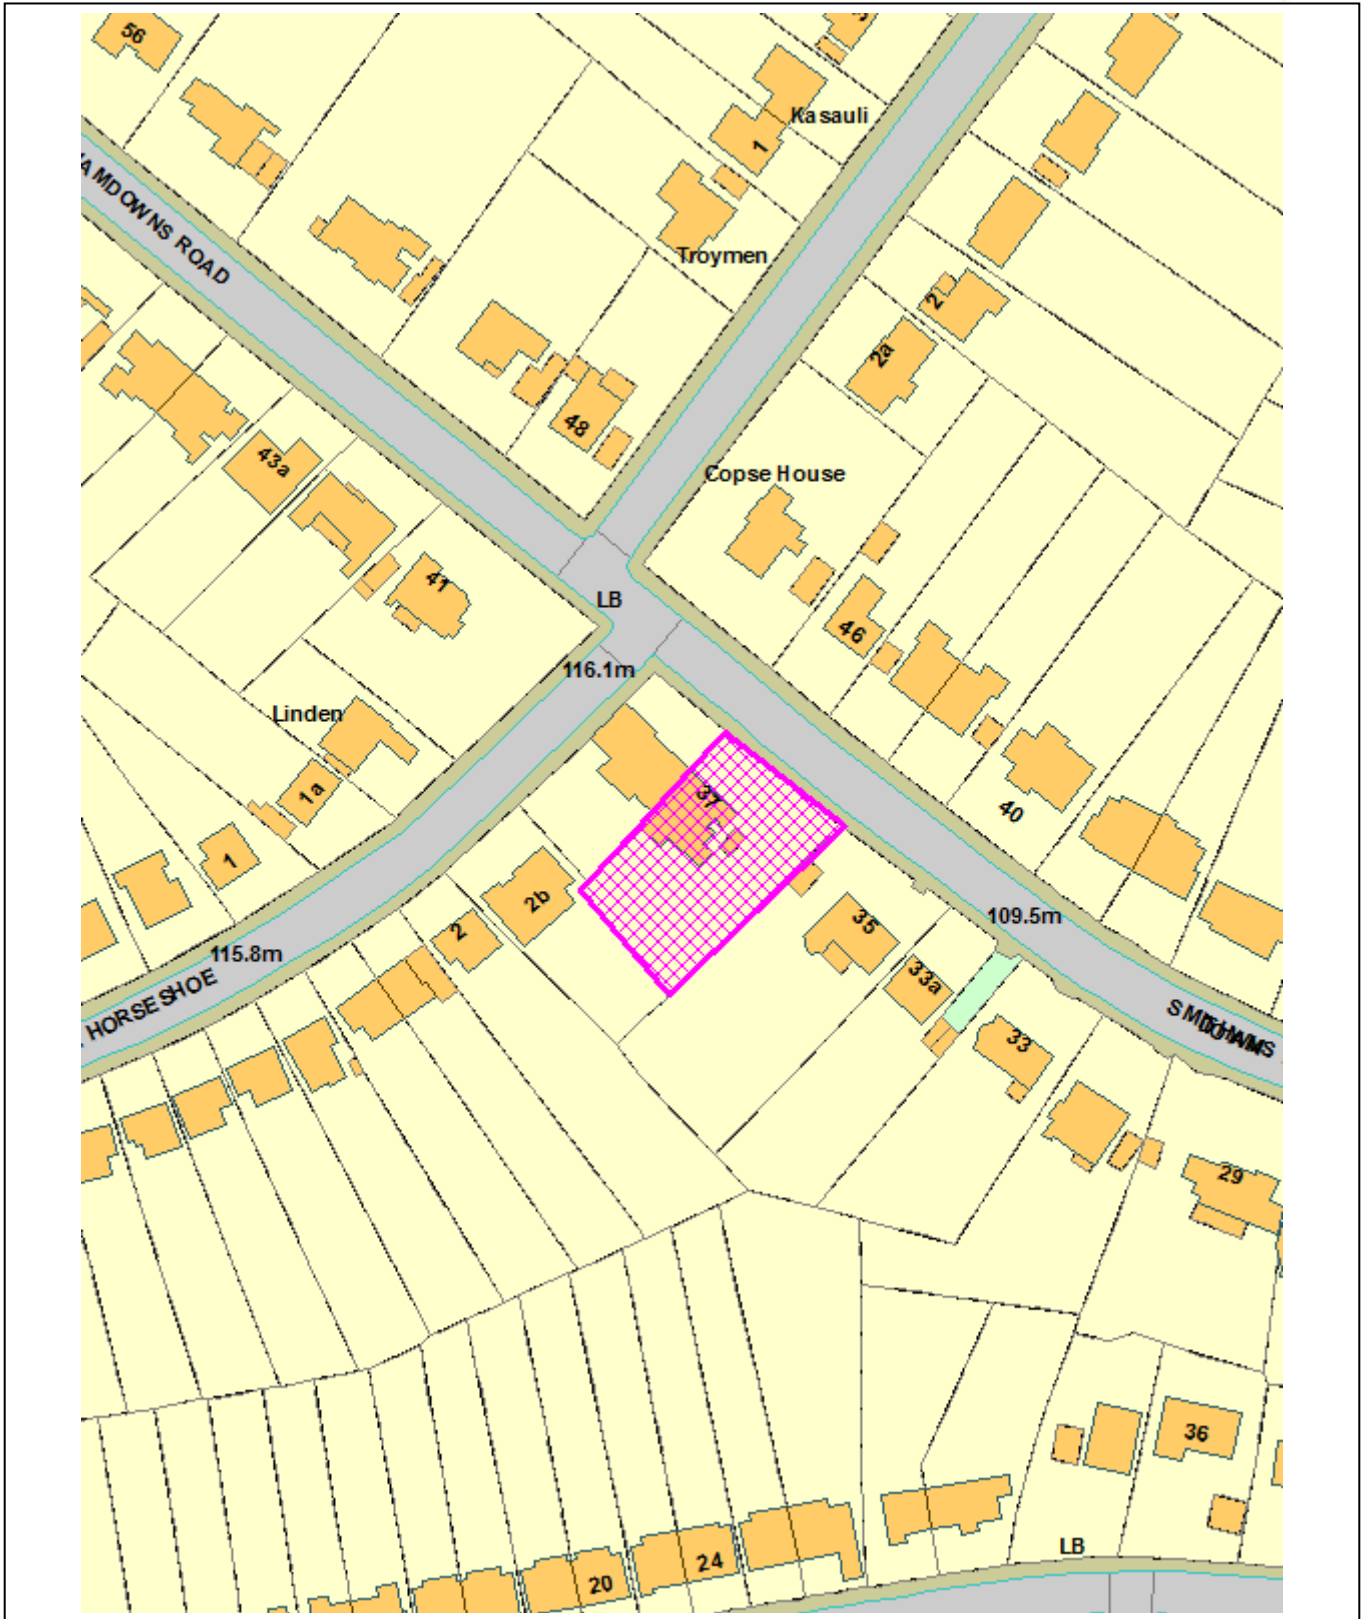 56
Kasauli
1
AMDOWNS ROAD
Troymen
2
2a
48
43a
Copse House
41
LB
46
116.1m
Linden
37
1a
40
1
2b
35
109.5m
2
115.8m
33a
HORSESHOE
33
29
36
LB
24
20